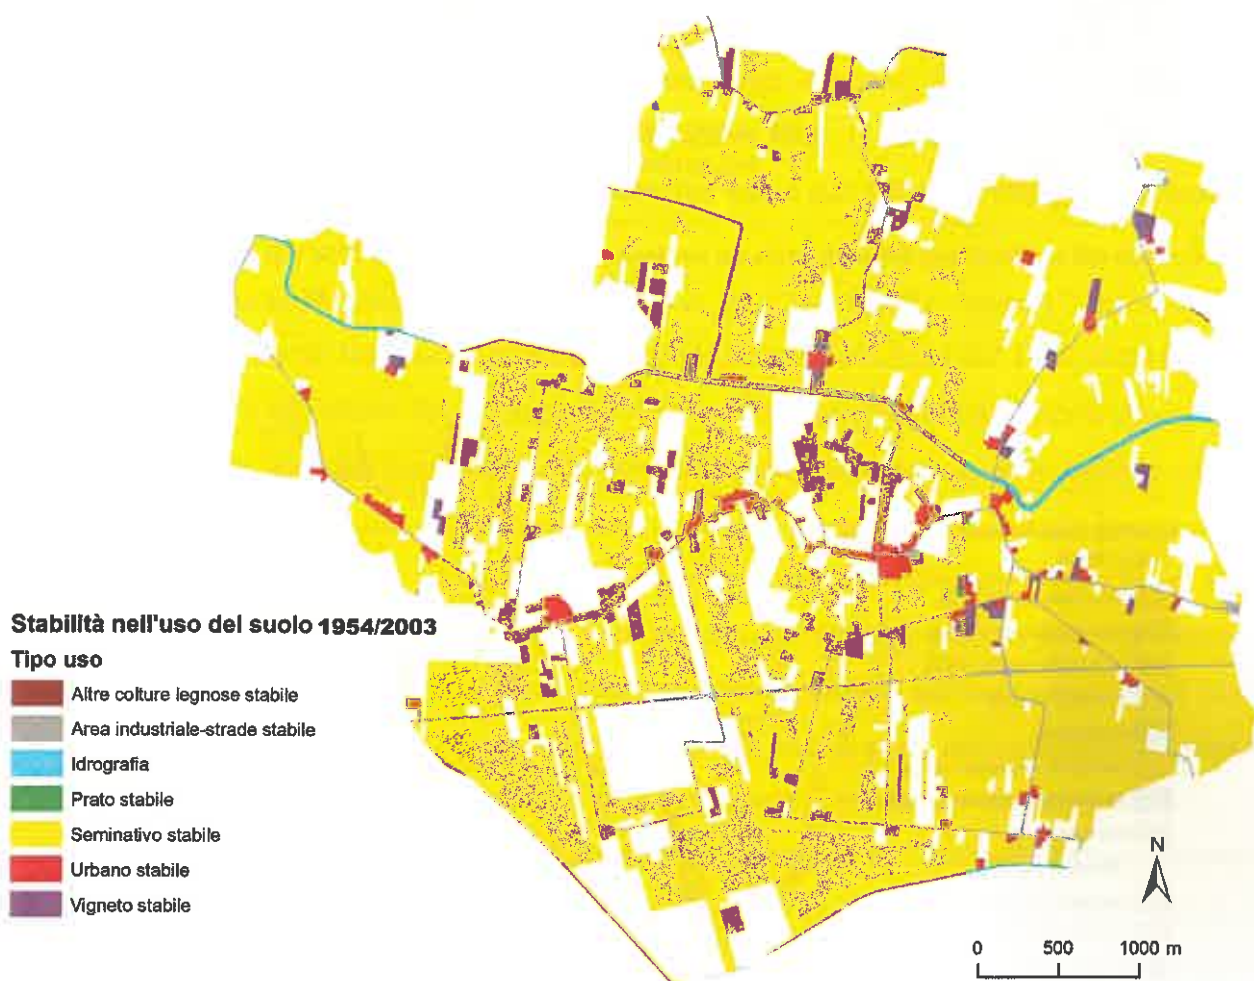 Stabilità nell'uso del suolo 1954/2003
Tipo uso
Altre colture legnose stabile
Area industriale-strade stabile
Idrografia
Prato stabile
Seminativo stabile
Urbano stabile
Vigneto stabile
N
0 500 1000 m